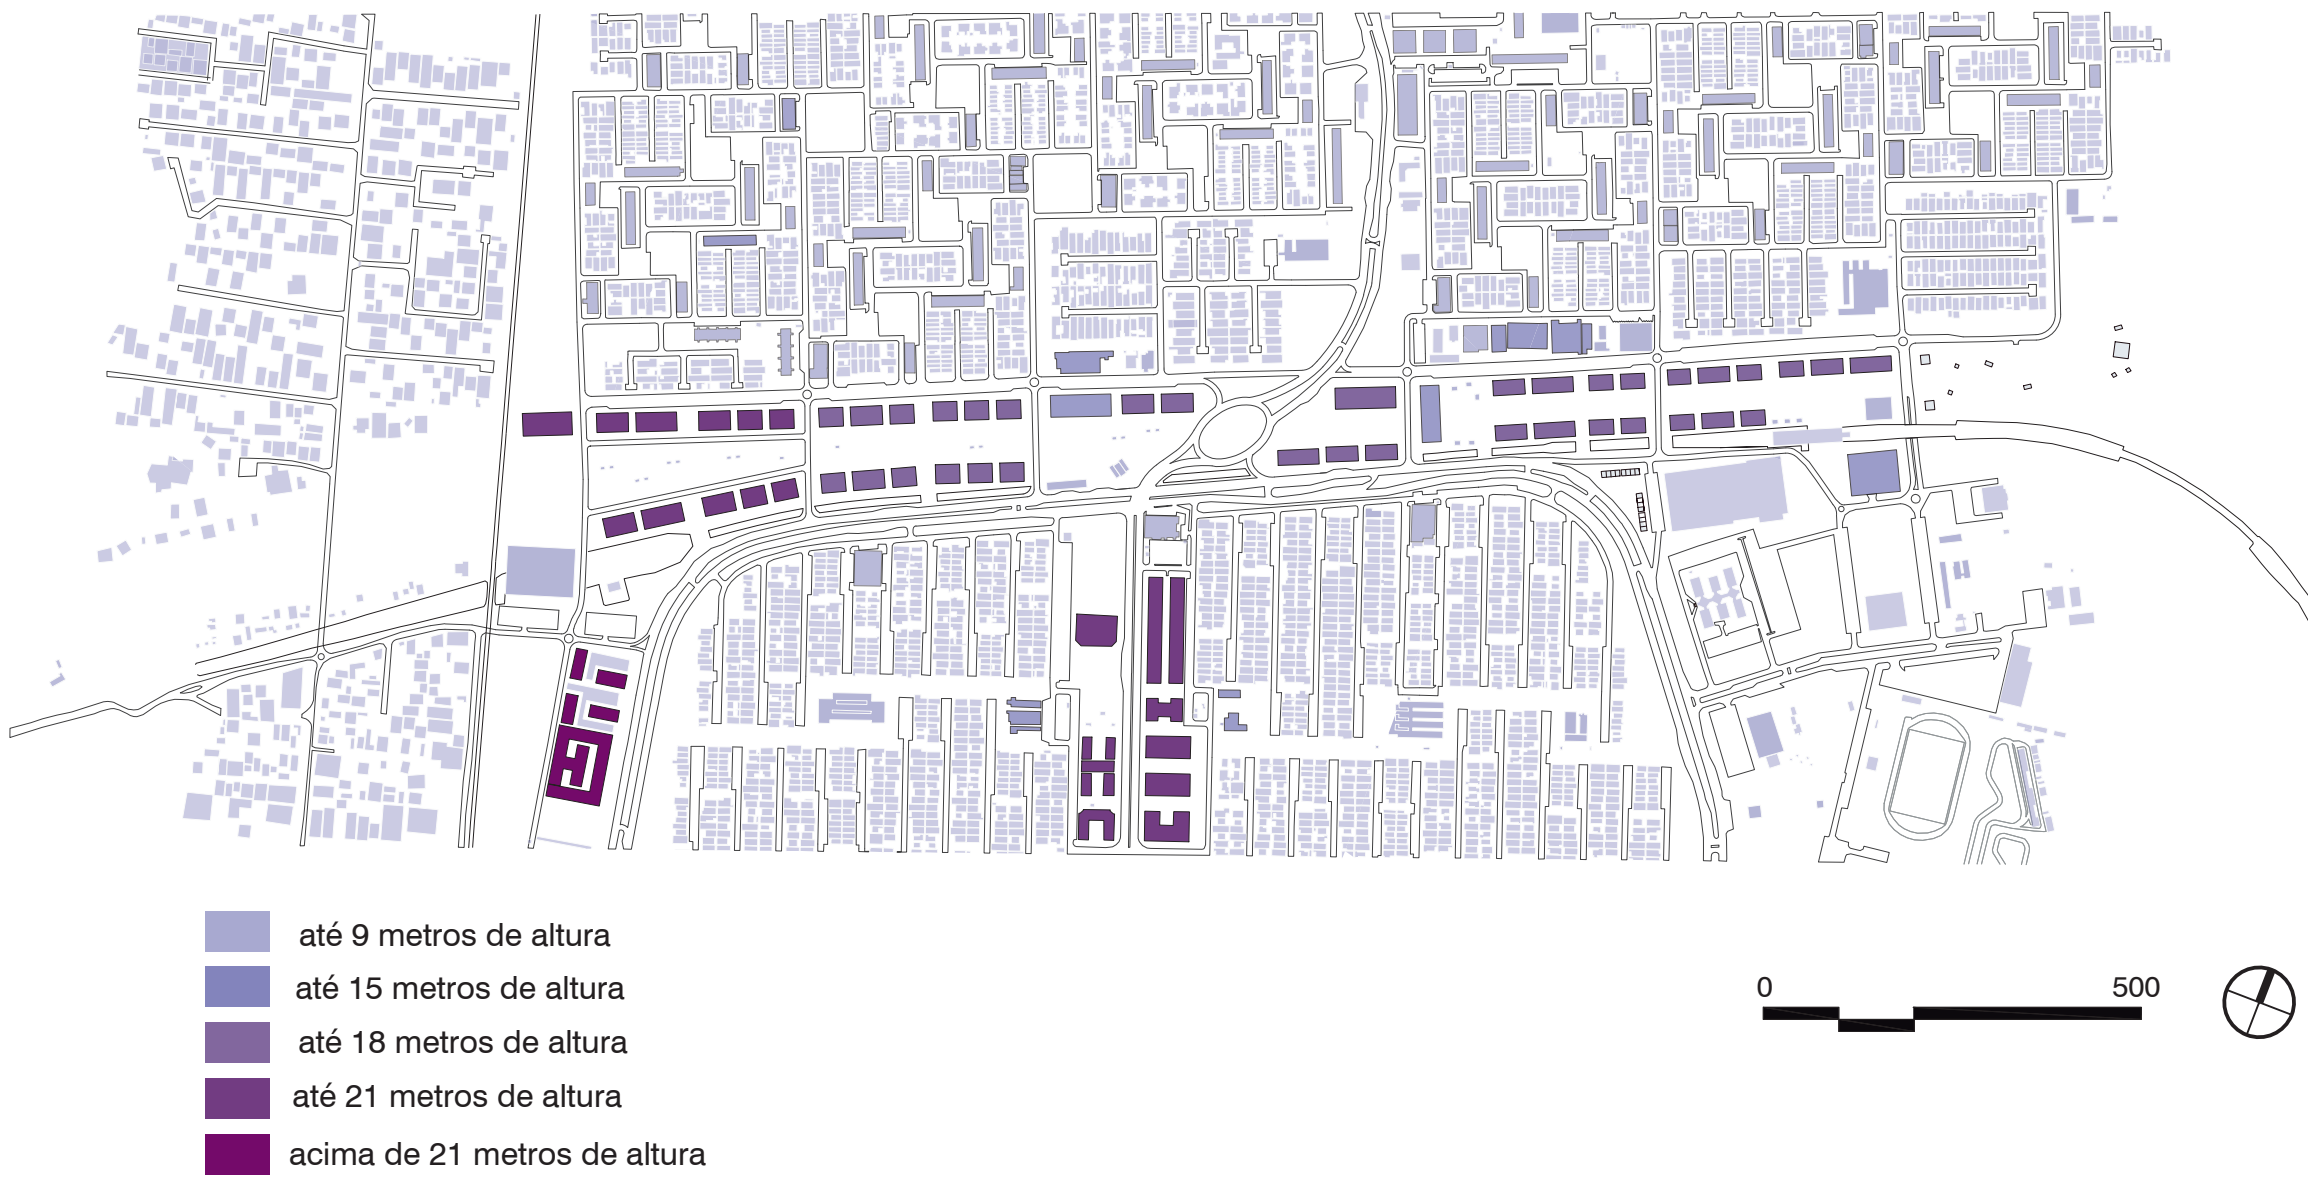 até 9 metros de altura
até 15 metros de altura
até 18 metros de altura
até 21 metros de altura
acima de 21 metros de altura
0 500